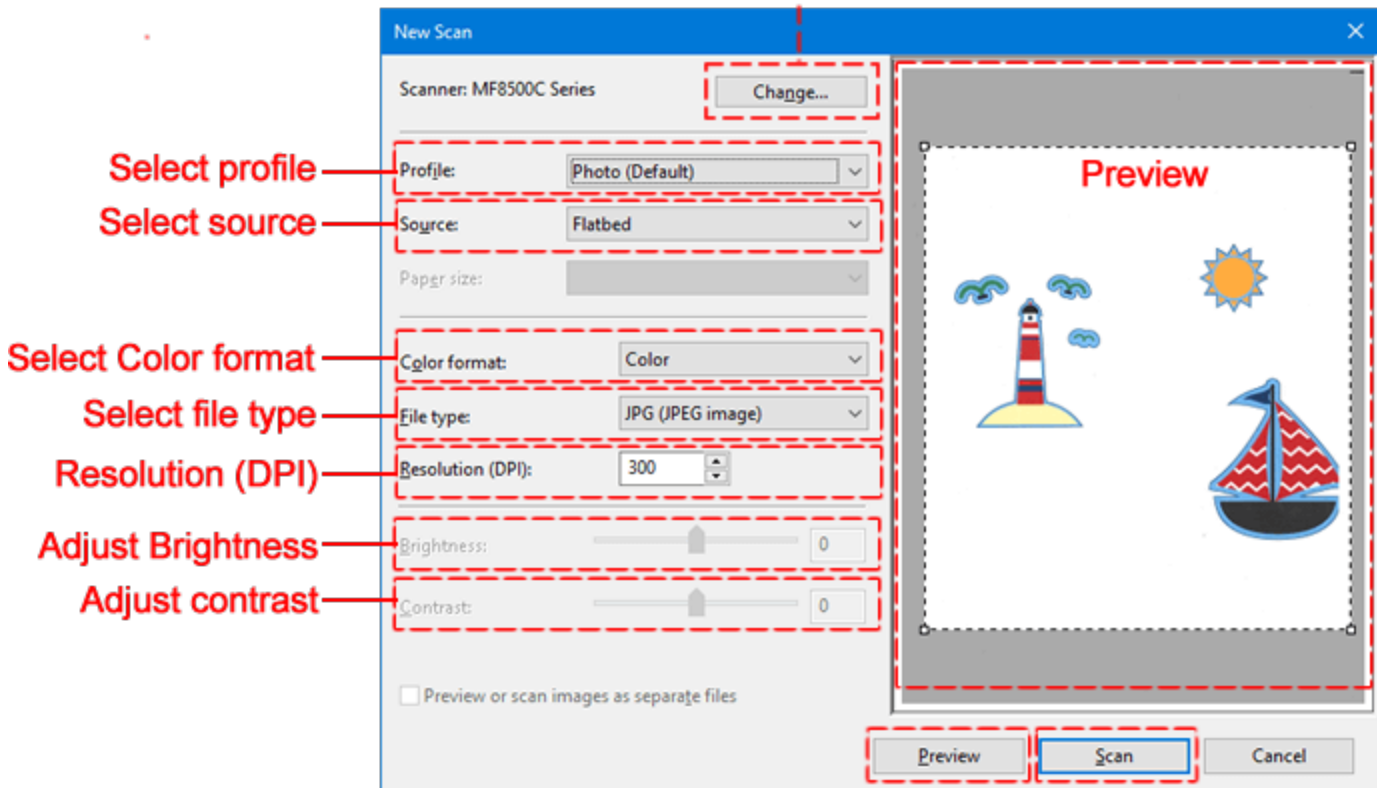 New Scan
Scanner: MF8500C Series
Change...
Select profile
Profile:
Photo (Default)
Select source
Source:
Flatbed
Paper size:
Select Color format
Color format:
Color
Select file type
File type:
JPG (JPEG image)
Resolution (DPI)
Resolution (DPI):
300
Adjust Brightness
Brightness:
0
Adjust contrast
Contrast:
0
Preview or scan images as separate files
Preview
Preview
Scan
Cancel